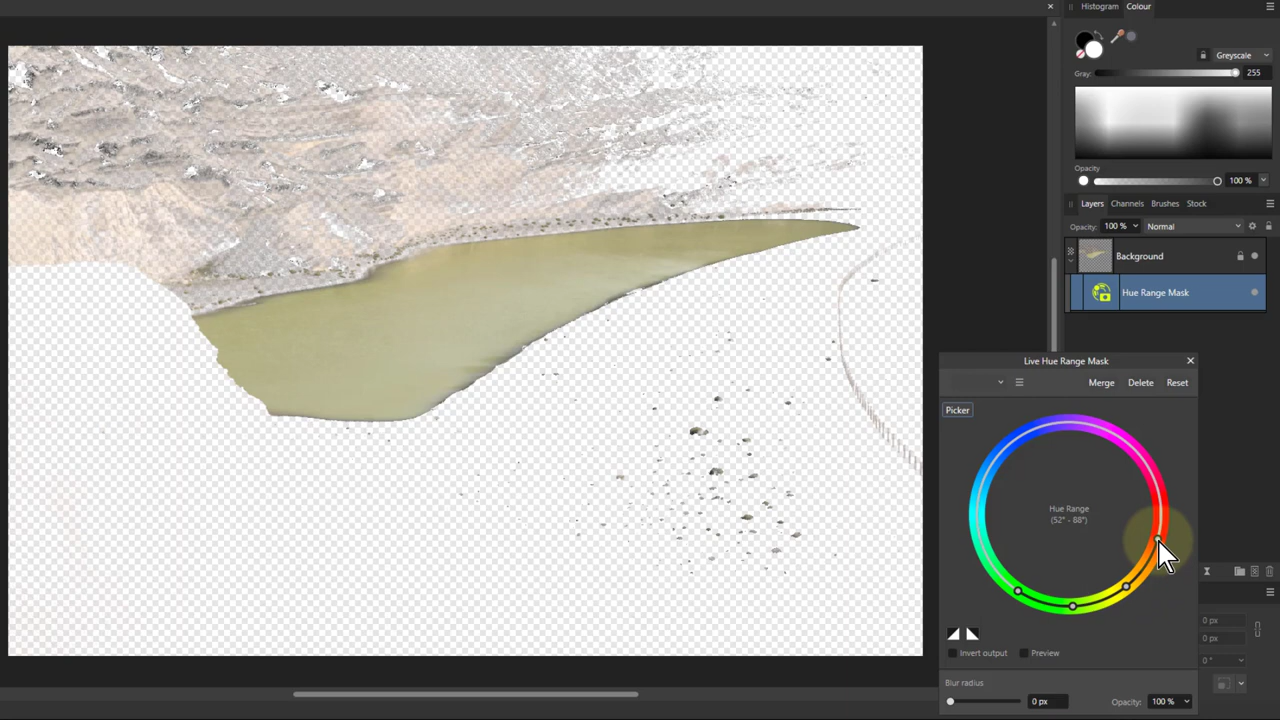 Histogram Colour
Greyscale
Gray: 255
Opacity
100 %
Layers Channels Brushes Stock
Opacity: 100 % Normal
Background
Hue Range Mask
Live Hue Range Mask
Merge Delete Reset
Picker
Hue Range
(52° - 88°)
Invert output Preview
Blur radius
0 px Opacity: 100 %
0 px
0 px
0 °